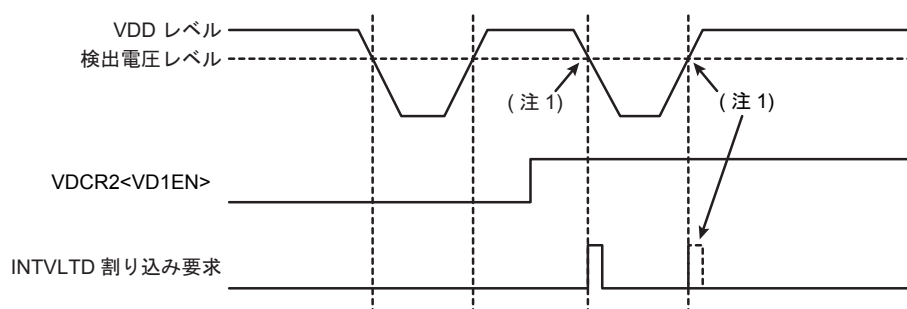 VDD レベル
検出電圧レベル
( 注 1)
( 注 1)
VDCR2<VD1EN>
INTVLTD 割り込み要求